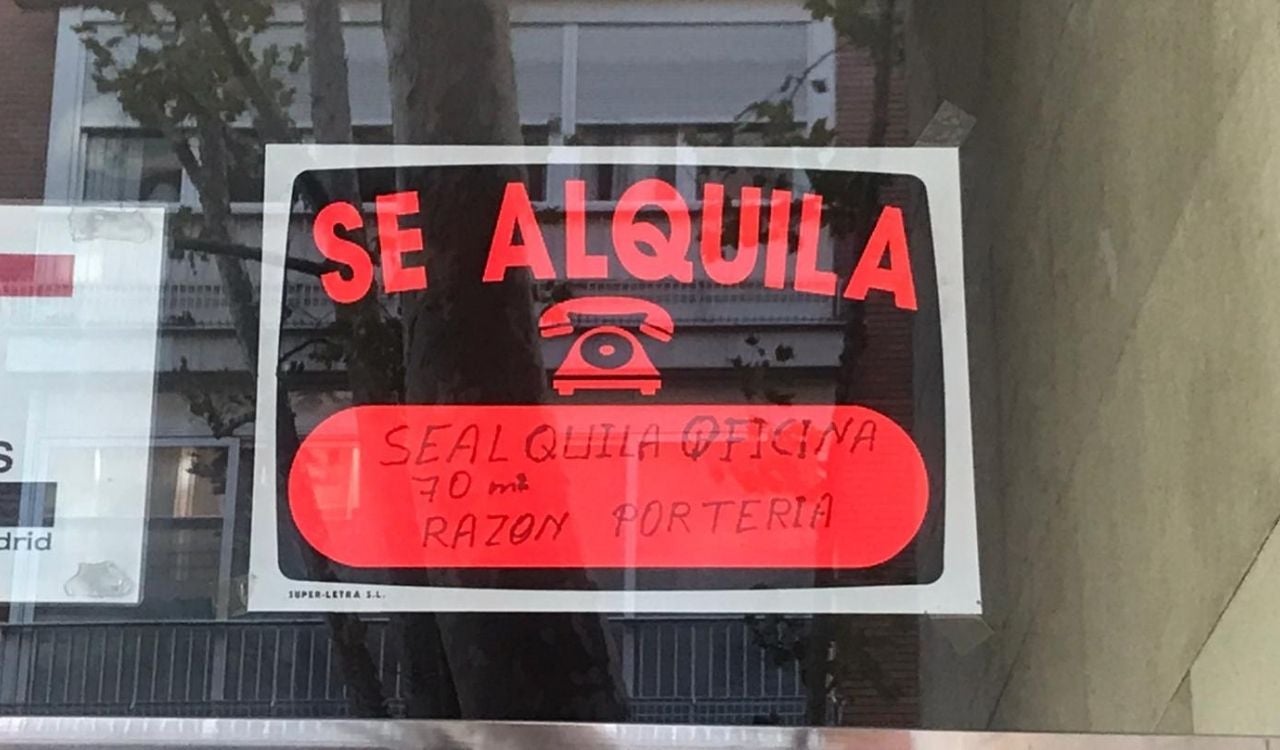 SE ALQUILA
SEALQUILA OFICINA
70 m²
RAZON PORTERIA
SUPER-LETRA S.L.
S
drid